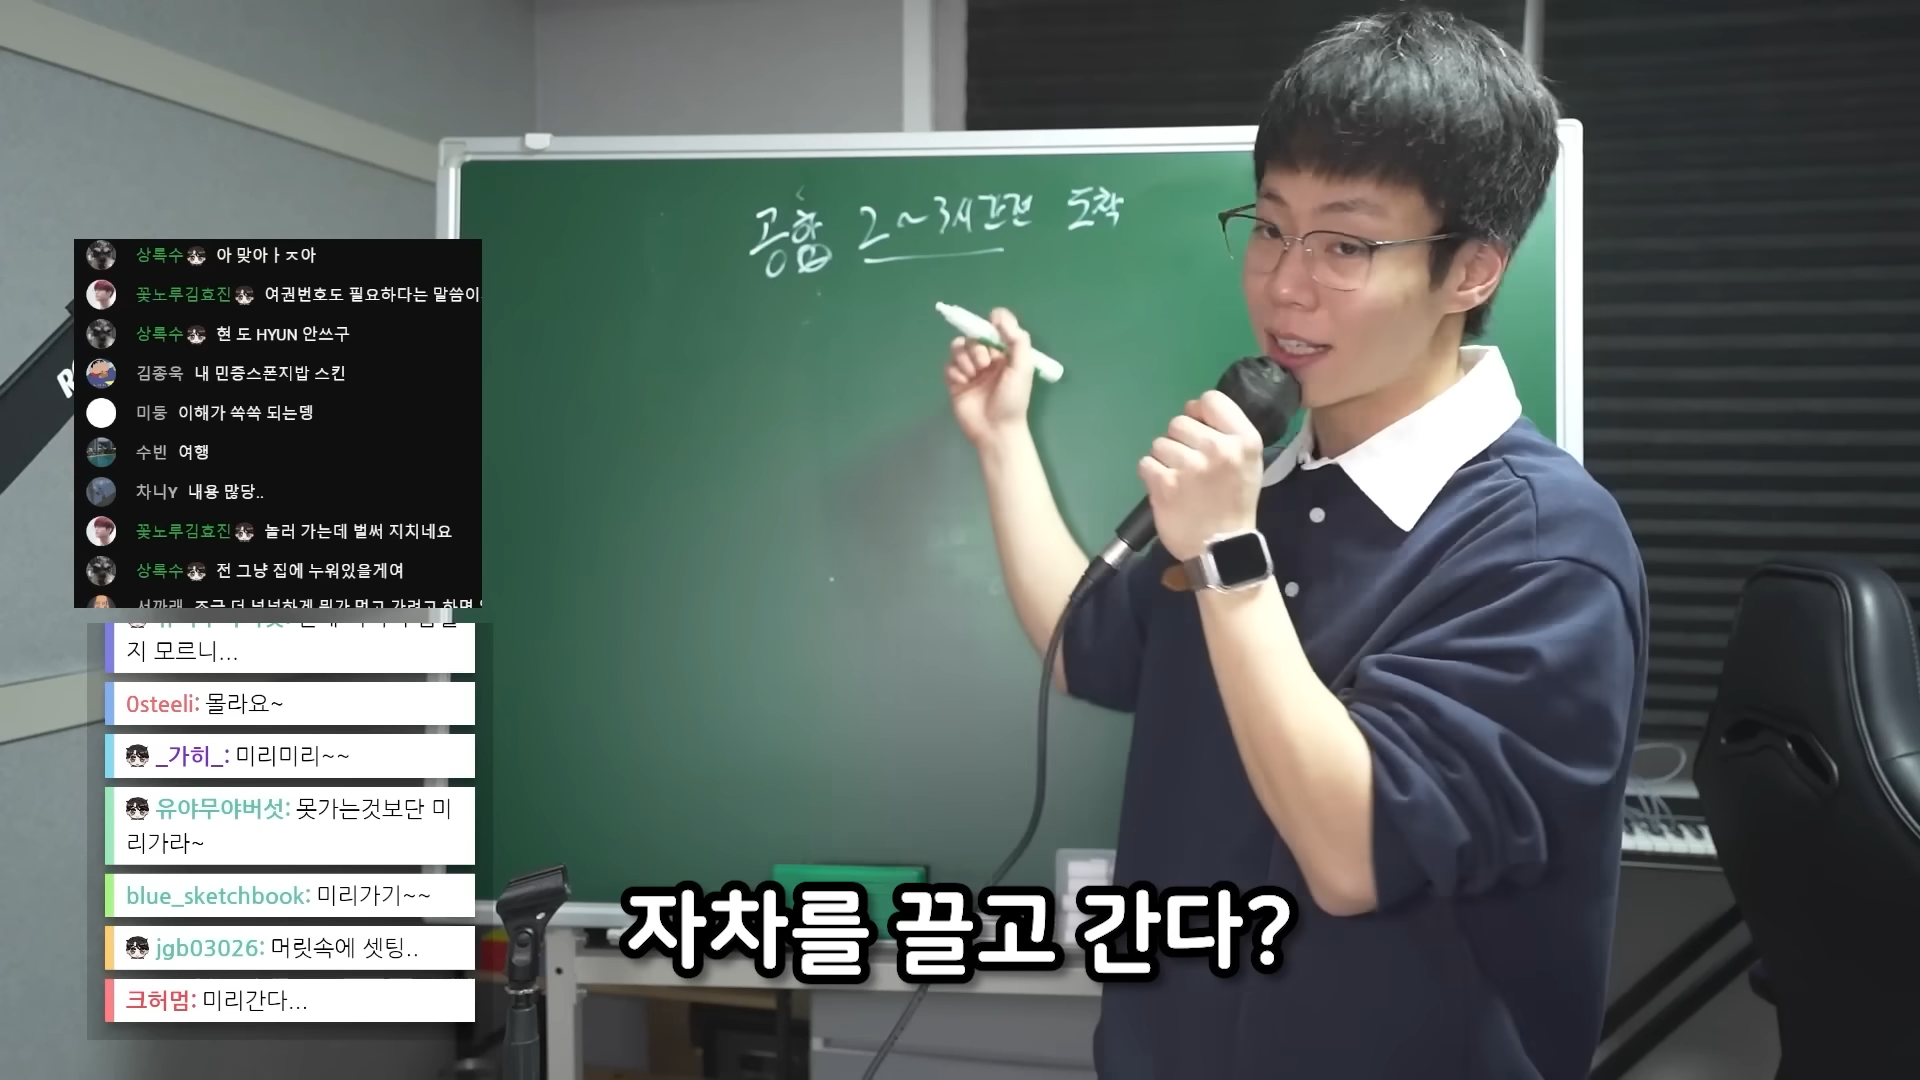 공항 2~3시간전 도착
상록수 아 맞아ㅏㅈ아
꽃노루김효진 여권번호도 필요하다는 말씀이
상록수 현 도 HYUN 안쓰구
김종욱 내 민증스폰지밥 스킨
미둥 이해가 쏙쏙 되는뎅
수빈 여행
차니Y 내용 많당..
꽃노루김효진 놀러 가는데 벌써 지치네요
상록수 전 그냥 집에 누워있을게여
지 모르니...
0steeli: 몰라요~
_가히_: 미리미리~~
유야무야버섯: 못가는것보단 미
리가라~
blue_sketchbook: 미리가기~~
jgb03026: 머릿속에 셋팅..
크허멈: 미리간다...
자차를 끌고 간다?